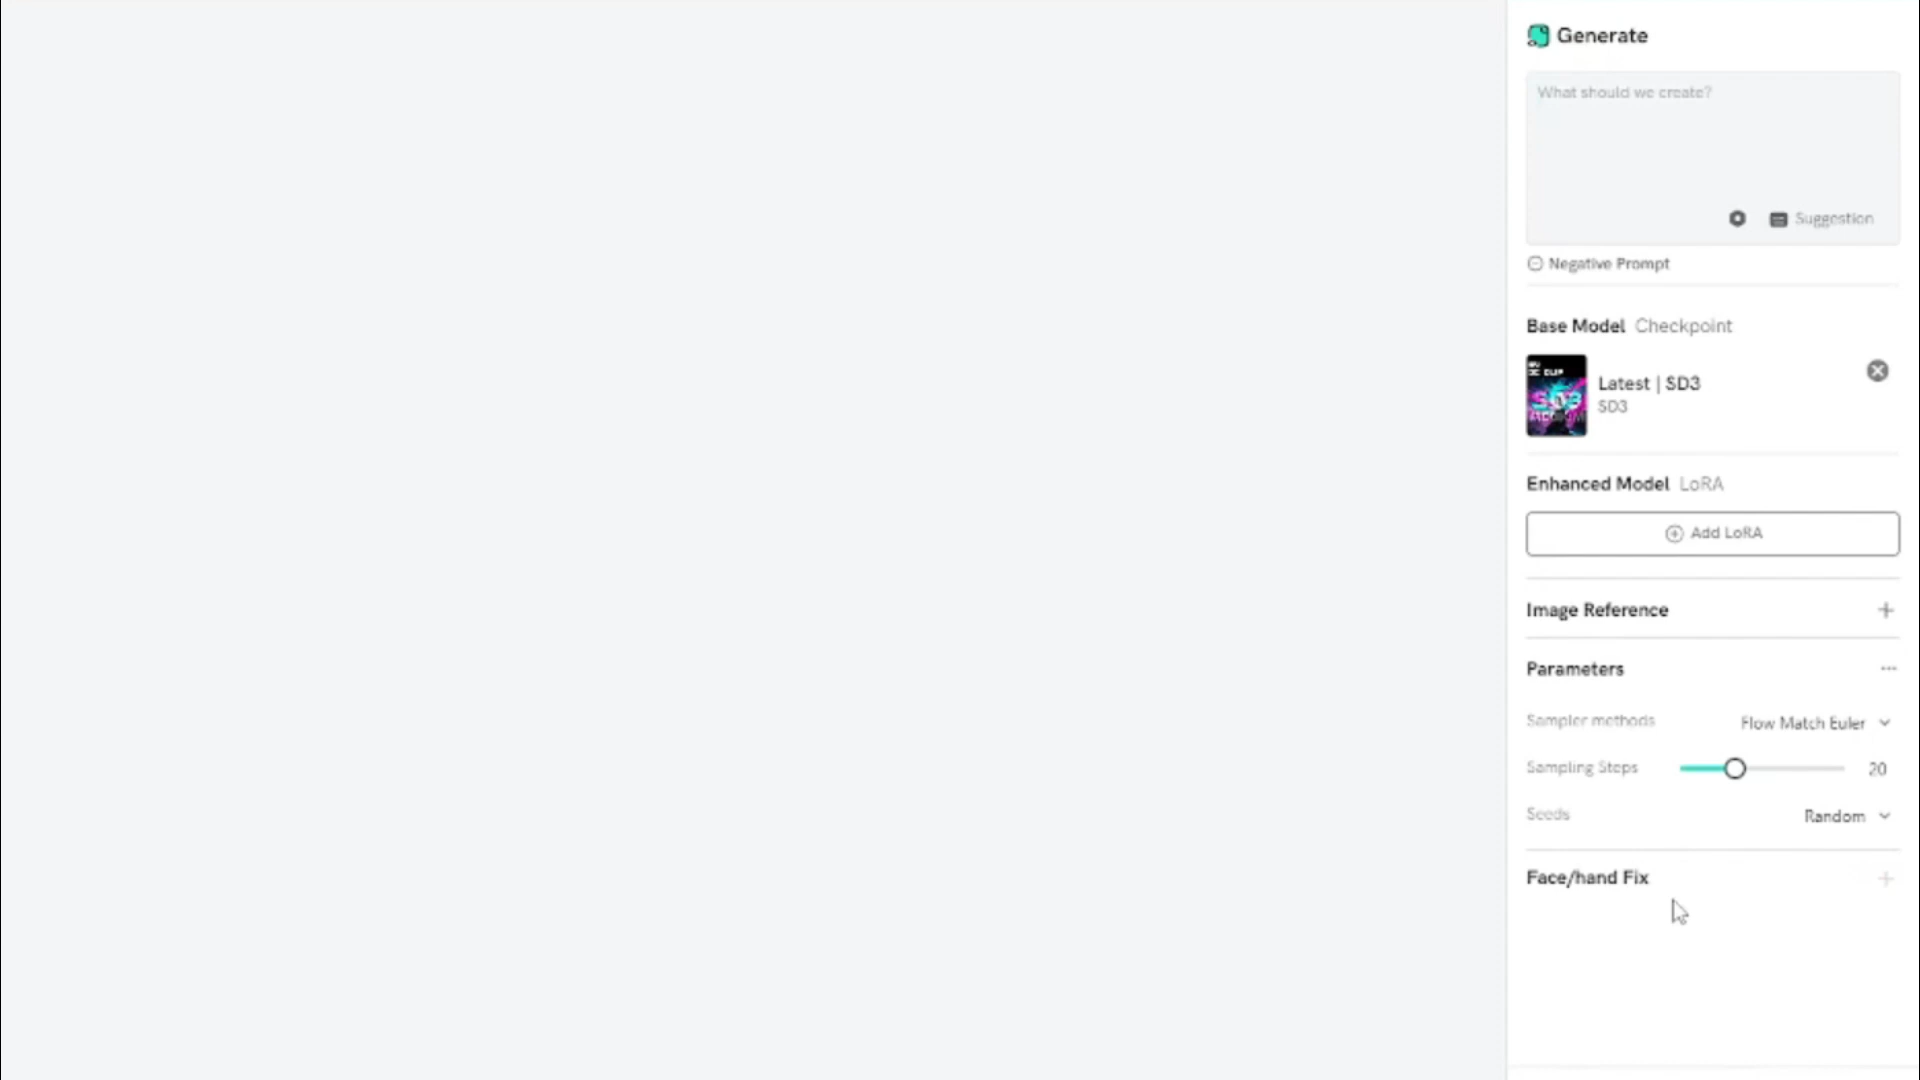 Generate
What should we create?
Suggestion
Negative Prompt
Base Model Checkpoint
Latest | SD3
SD3
SD3
Enhanced Model LoRA
Add LoRA
Image Reference
Parameters
Sampler methods Flow Match Euler
Sampling Steps 20
Seeds Random
Face/hand Fix